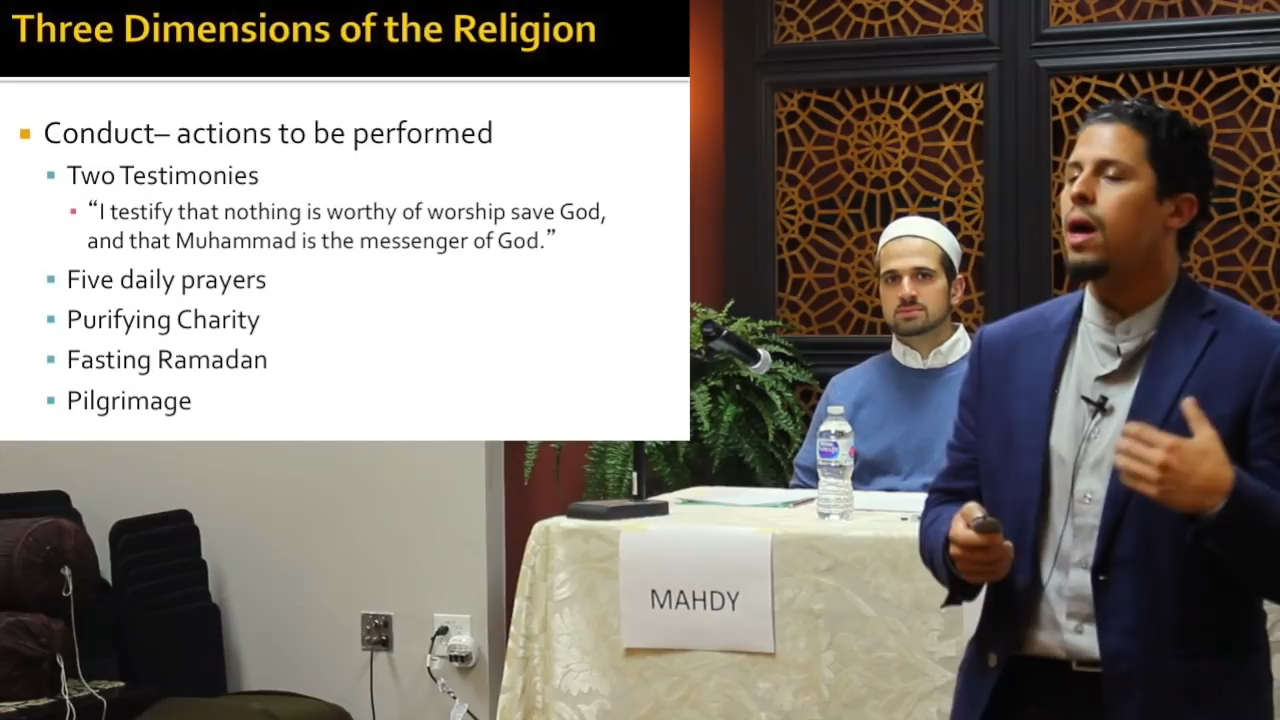 Three Dimensions of the Religion
Conduct– actions to be performed
Two Testimonies
“I testify that nothing is worthy of worship save God,
and that Muhammad is the messenger of God.”
Five daily prayers
Purifying Charity
Fasting Ramadan
Pilgrimage
MAHDY